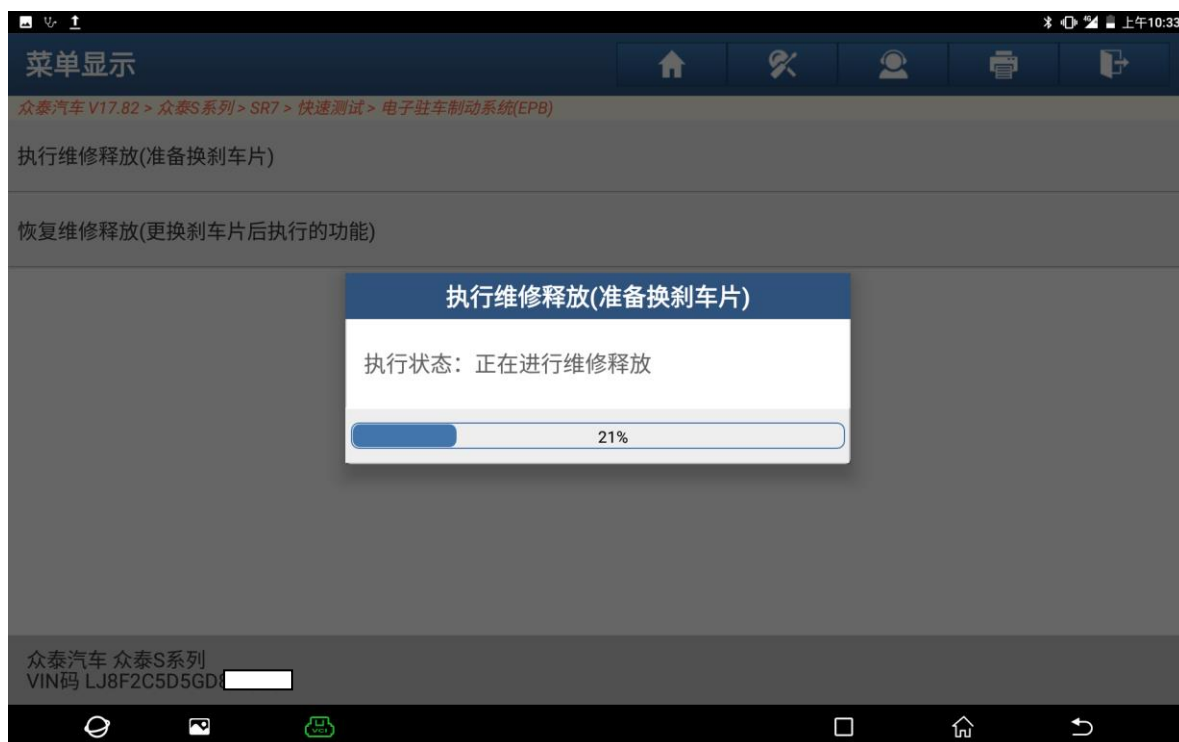 上午10:33
菜单显示
众泰汽车 V17.82 > 众泰S系列 > SR7 > 快速测试 > 电子驻车制动系统(EPB)
执行维修释放(准备换刹车片)
恢复维修释放(更换刹车片后执行的功能)
执行维修释放(准备换刹车片)
执行状态：正在进行维修释放
21%
众泰汽车 众泰S系列
VIN码 LJ8F2C5D5GD8
VCI